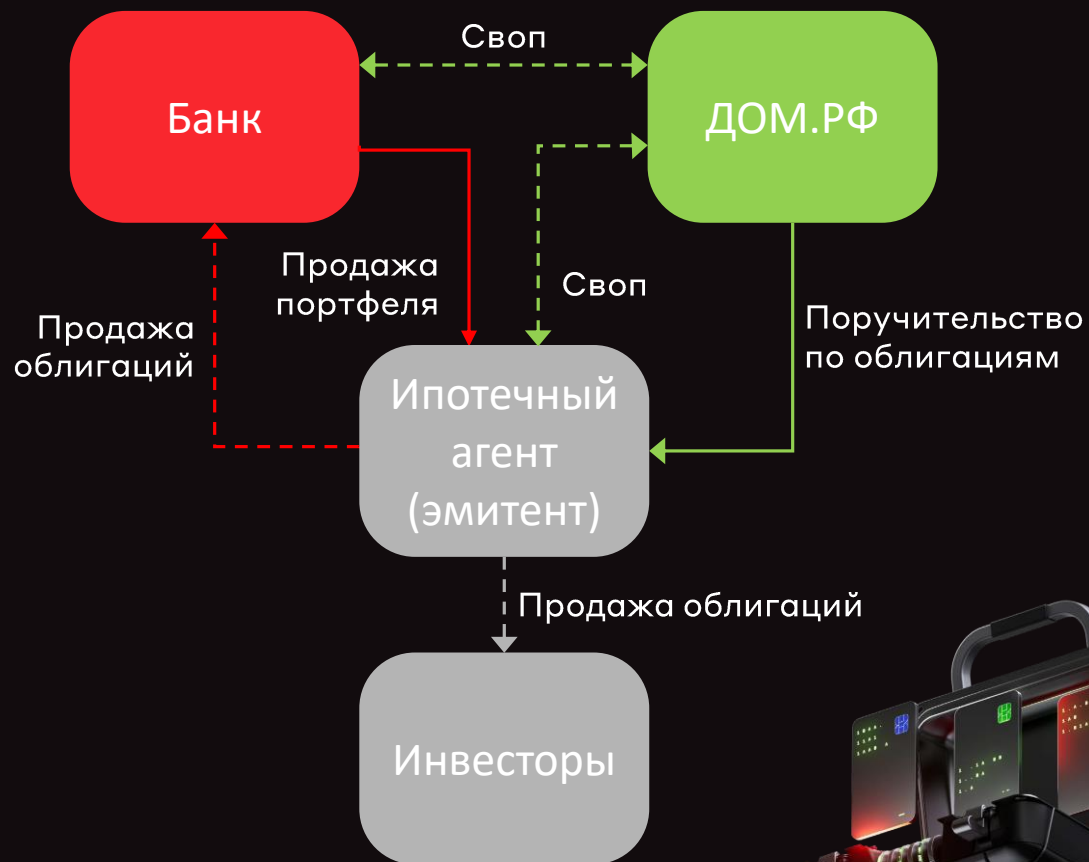 Своп
Банк
ДОМ.РФ
Продажа
портфеля
Своп
Продажа
облигаций
Поручительство
по облигациям
Ипотечный
агент
(эмитент)
Продажа облигаций
Инвесторы